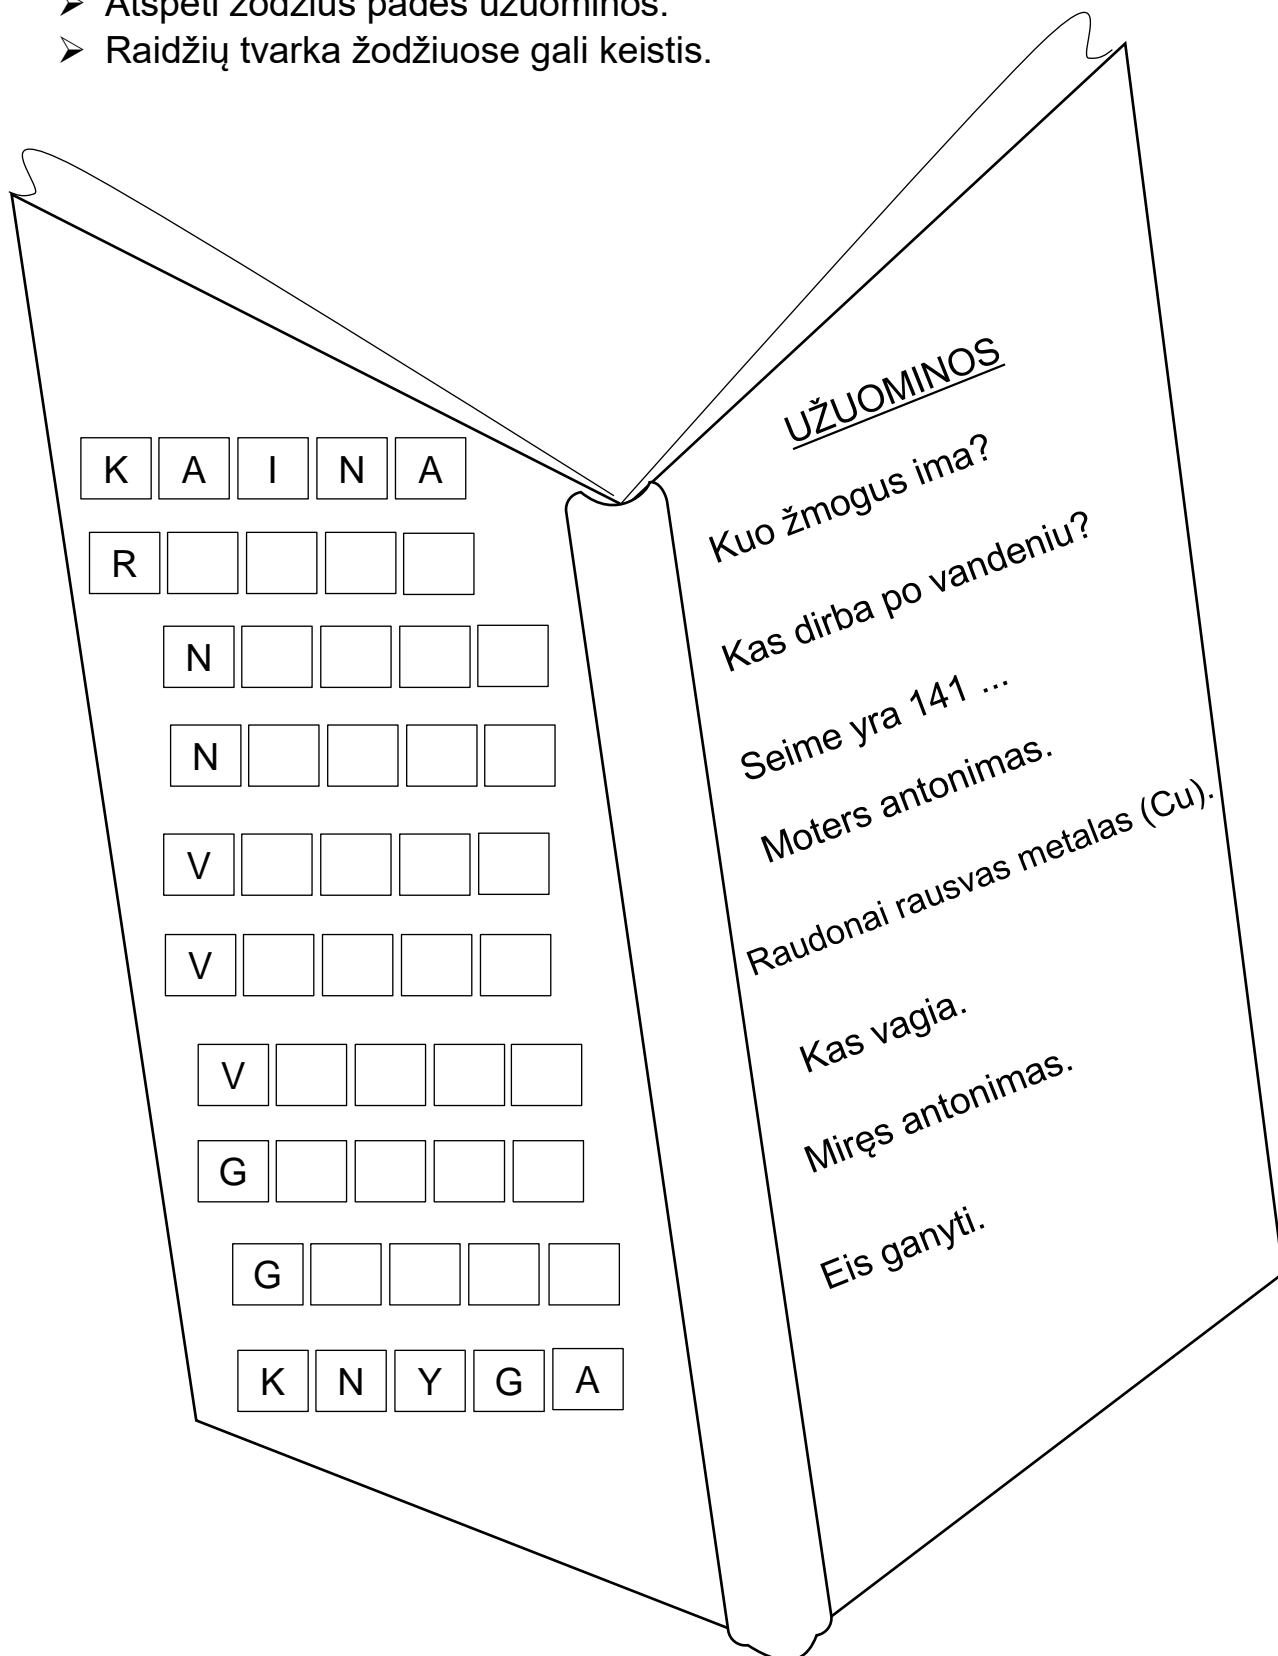 ➢ Atspėti žodžius padės užuominos.
➢ Raidžių tvarka žodžiuose gali keistis.
UŽUOMINOS
K A I N A
R
N
N
V
V
V
G
G
K N Y G A
Kuo žmogus ima?
Kas dirba po vandeniu?
Seime yra 141 ...
Moters antonimas.
Raudonai rausvas metalas (Cu).
Kas vagia.
Miręs antonimas.
Eis ganyti.